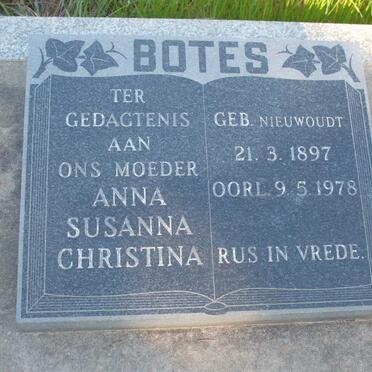 BOTES
TER
GEDAGTENIS
AAN
ONS MOEDER
ANNA
SUSANNA
CHRISTINA
GEB. NIEUWOUDT
21. 3. 1897
OORL. 9. 5. 1978
RUS IN VREDE.